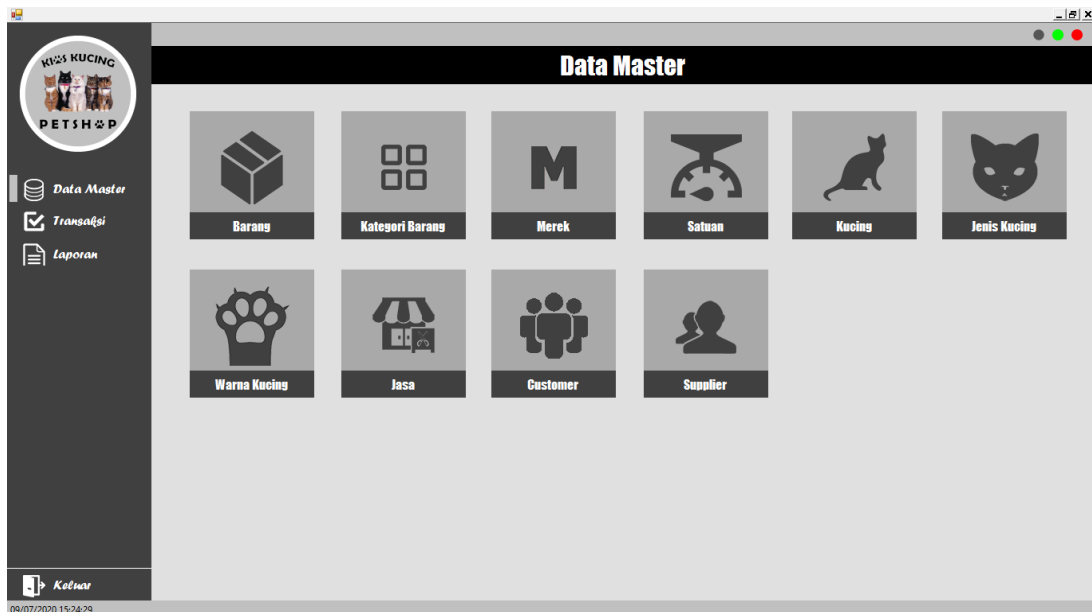 KIOS KUCING
PETSHOP
Data Master
Data Master
Transaksi
Laporan
M
Barang
Kategori Barang
Merek
Satuan
Kucing
Jenis Kucing
Warna Kucing
Jasa
Customer
Supplier
Keluar
09/07/2020 15:24:29